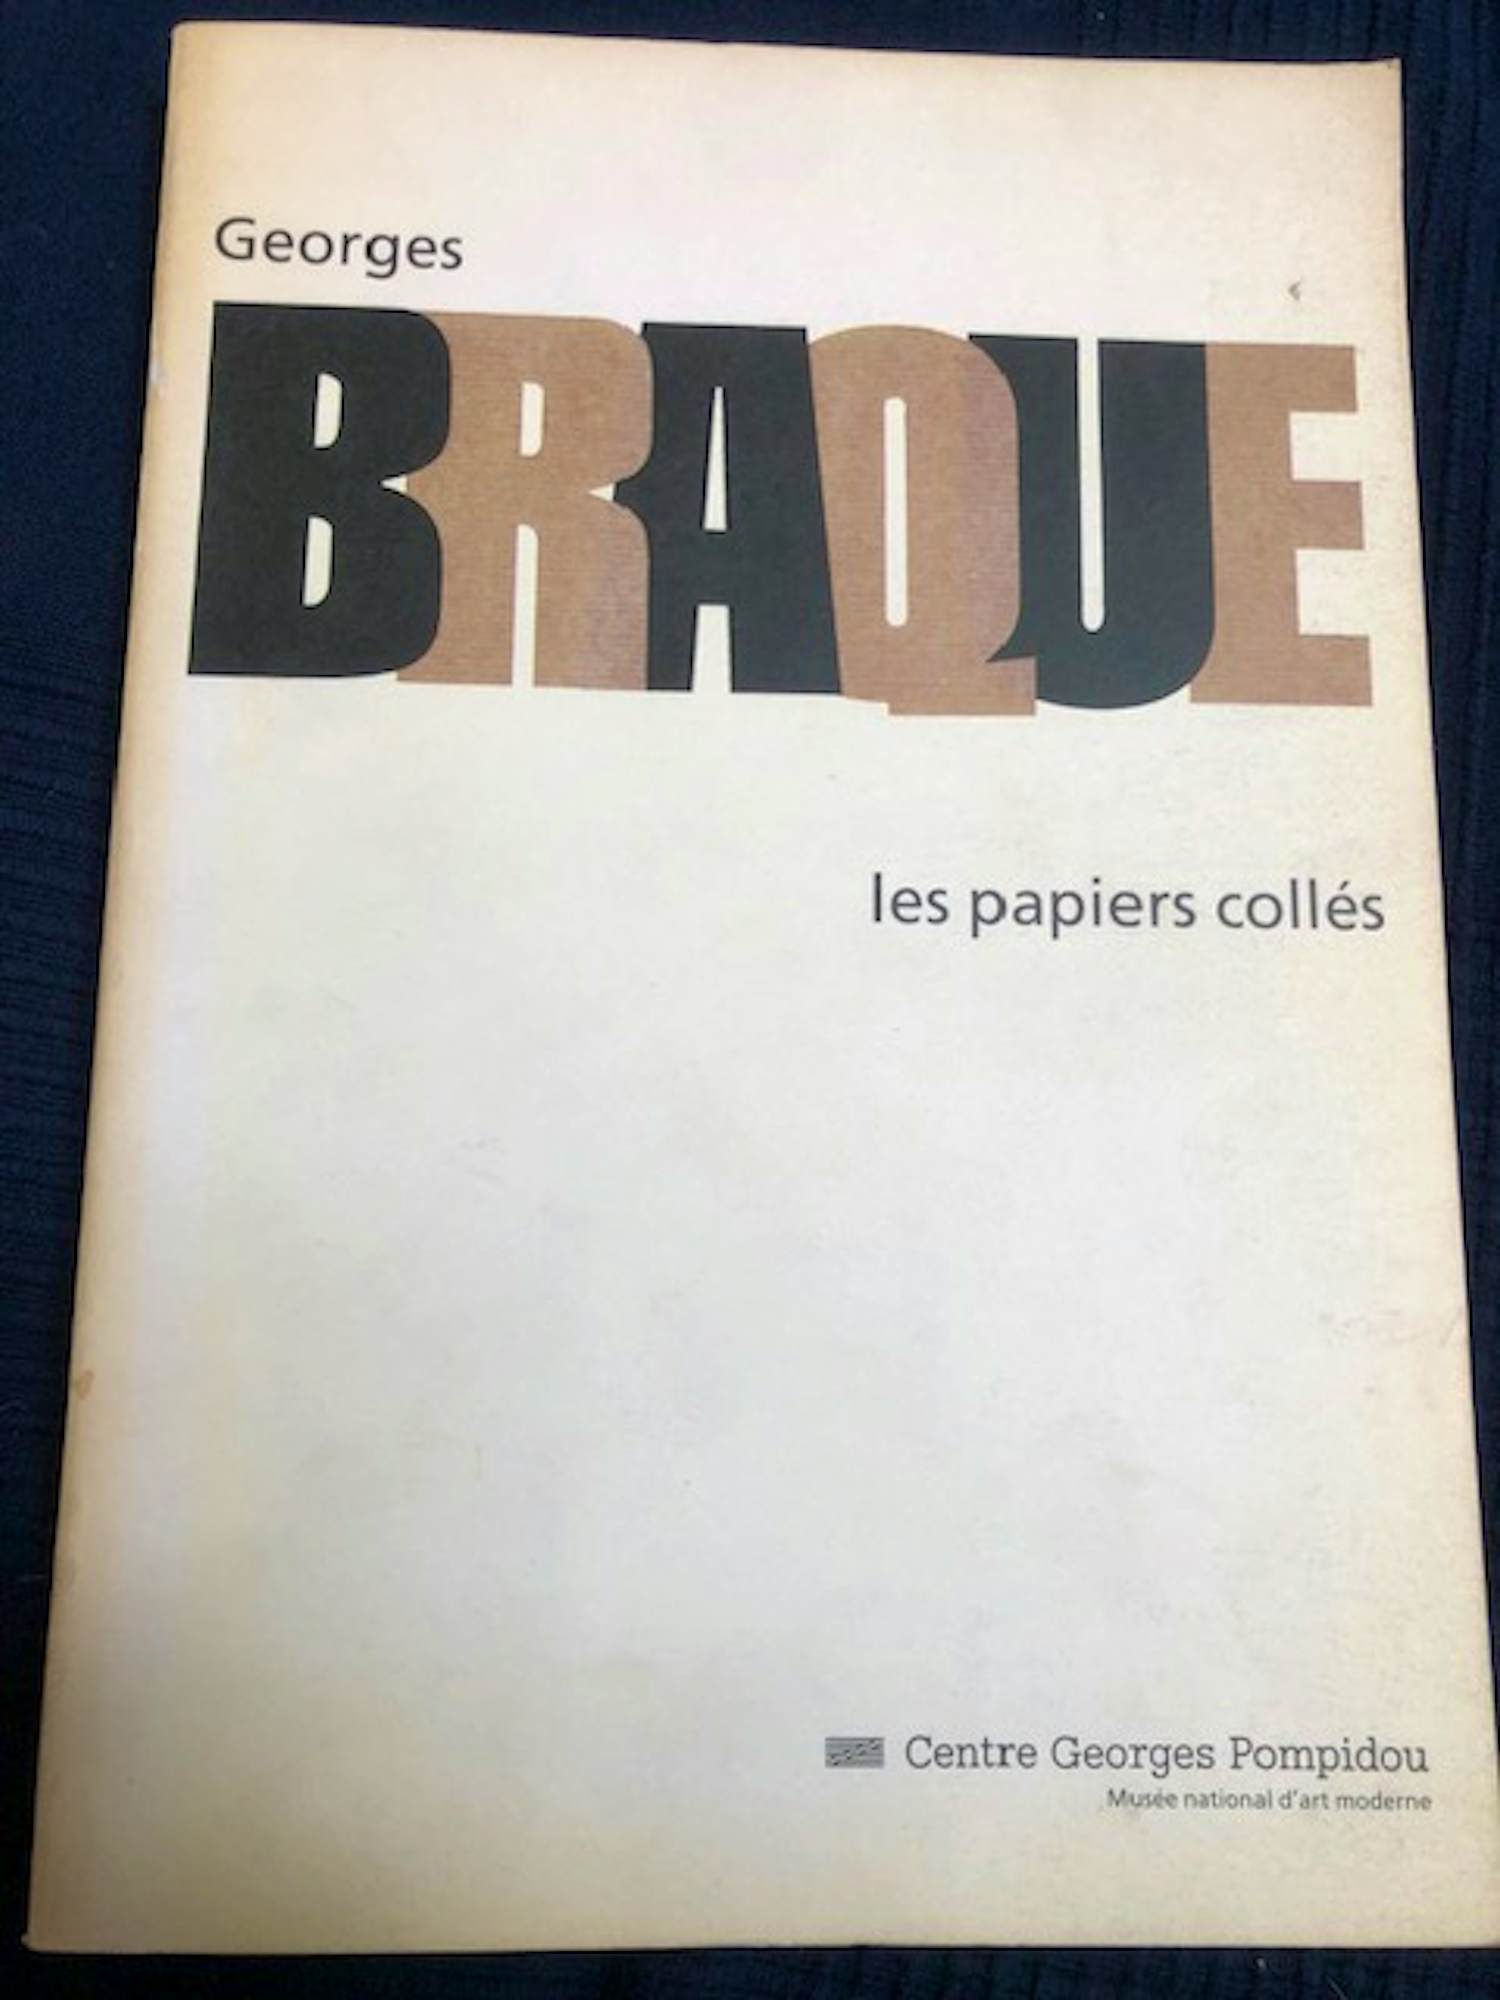 Georges
BRAQUE
les papiers collés
Centre Georges Pompidou
Musée national d'art moderne